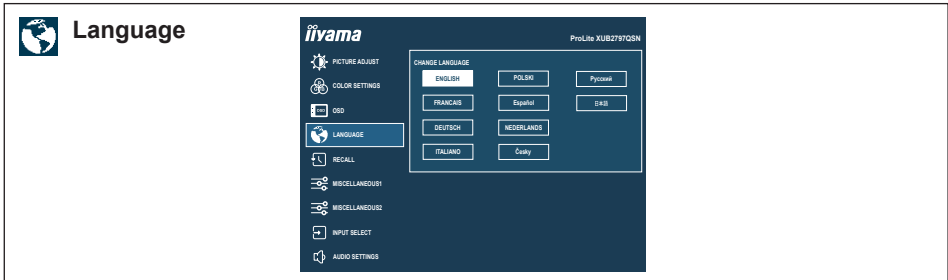 Language
iiyama
ProLite XUB2797QSN
PICTURE ADJUST
COLOR SETTINGS
OSD
LANGUAGE
RECALL
MISCELLANEOUS1
MISCELLANEOUS2
INPUT SELECT
AUDIO SETTINGS
CHANGE LANGUAGE
ENGLISH POLSKI Русский
FRANCAIS Español 日本語
DEUTSCH NEDERLANDS
ITALIANO Česky